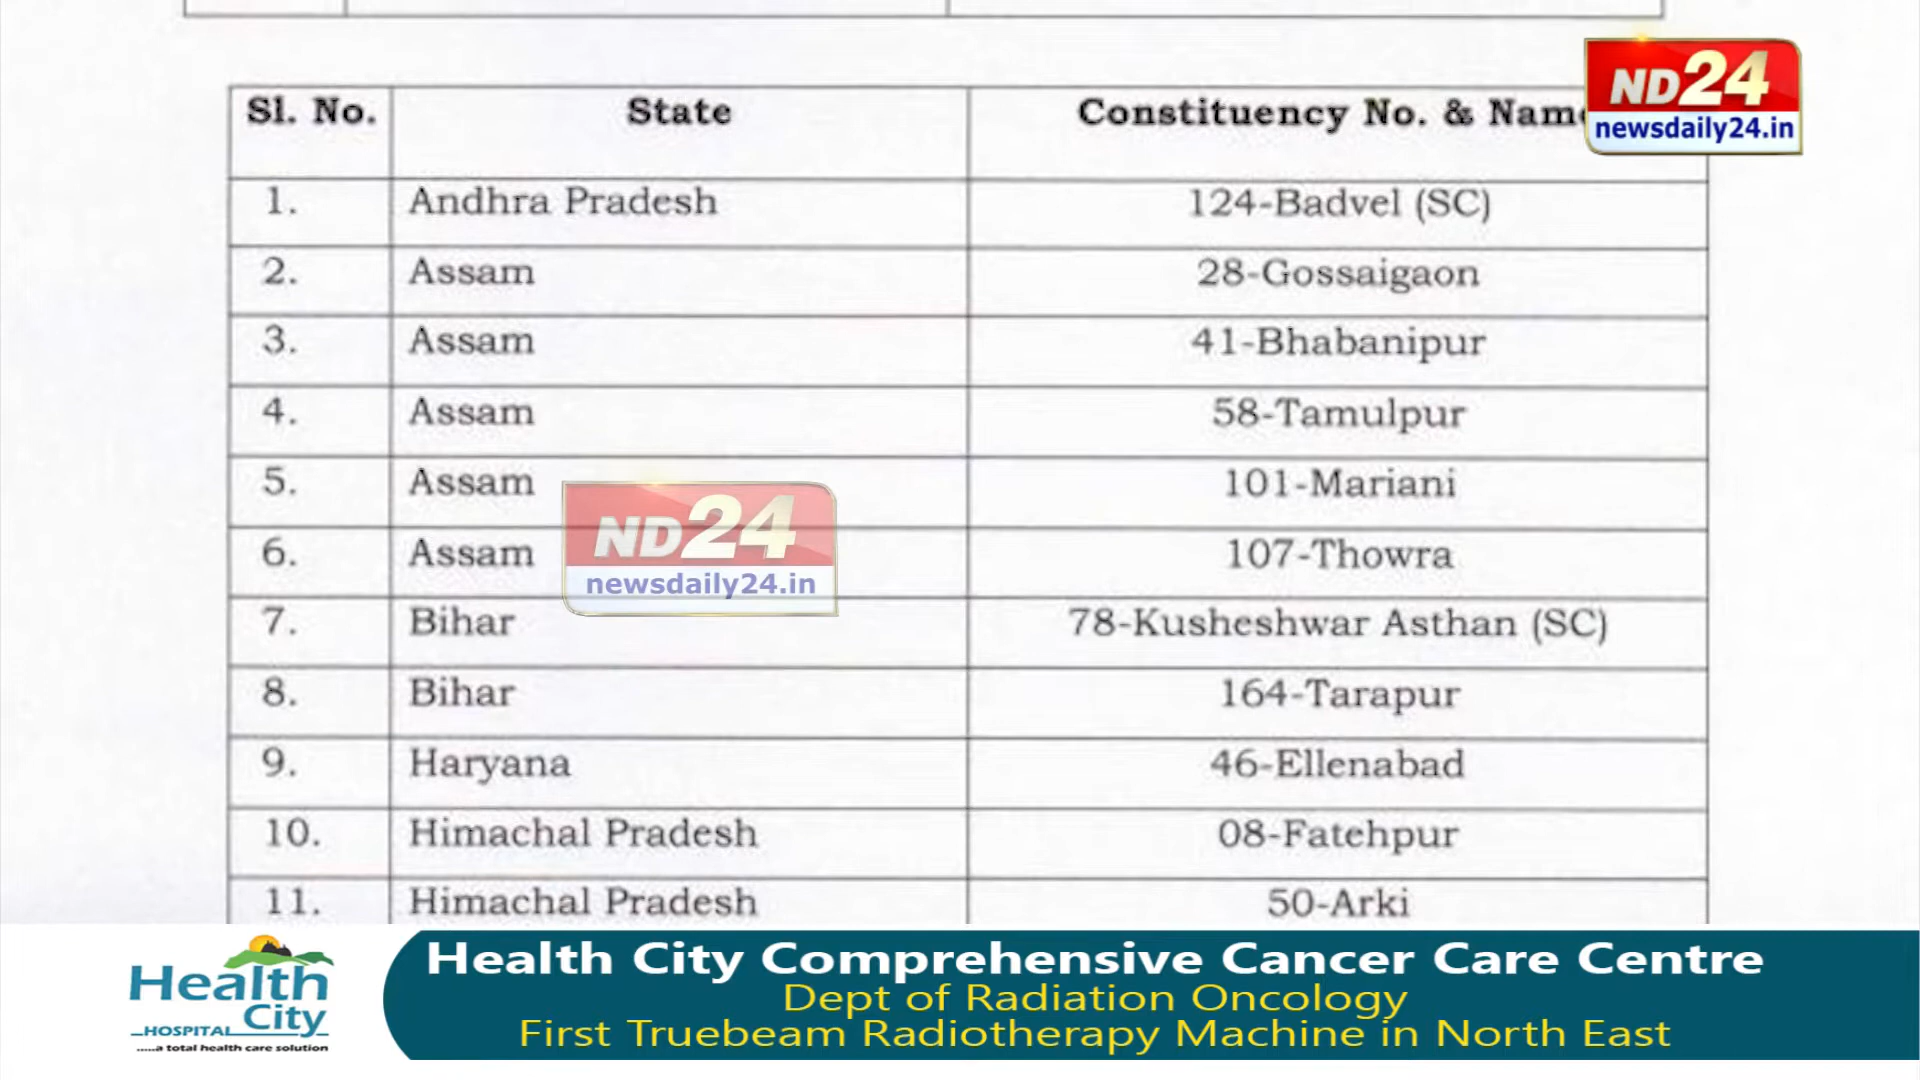 Sl. No. State Constituency No. & Name
ND24
newsdaily24.in
1. Andhra Pradesh 124-Badvel (SC)
2. Assam 28-Gossaigaon
3. Assam 41-Bhabanipur
4. Assam 58-Tamulpur
5. Assam 101-Mariani
ND24
newsdaily24.in
6. Assam 107-Thowra
7. Bihar 78-Kusheshwar Asthan (SC)
8. Bihar 164-Tarapur
9. Haryana 46-Ellenabad
10. Himachal Pradesh 08-Fatehpur
11. Himachal Pradesh 50-Arki
Health City
HOSPITAL
.....a total health care solution
Health City Comprehensive Cancer Care Centre
Dept of Radiation Oncology
First Truebeam Radiotherapy Machine in North East